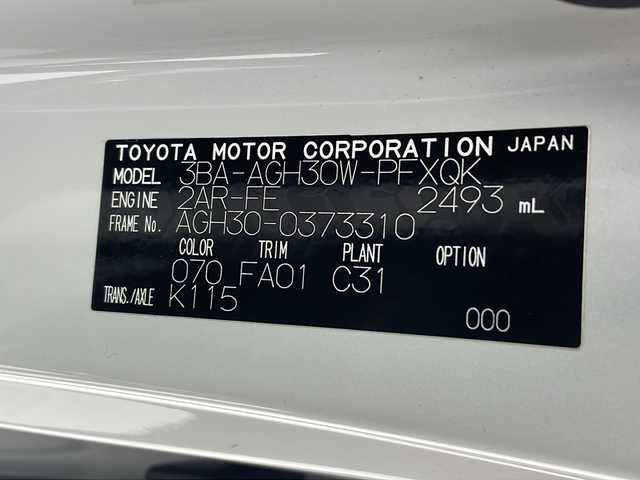 TOYOTA MOTOR CORPORATION JAPAN
MODEL 3BA-AGH30W-PFXQK
ENGINE 2AR-FE 2493 mL
FRAME No. AGH30-0373310
COLOR TRIM PLANT OPTION
070 FA01 C31
TRANS./AXLE K115
000